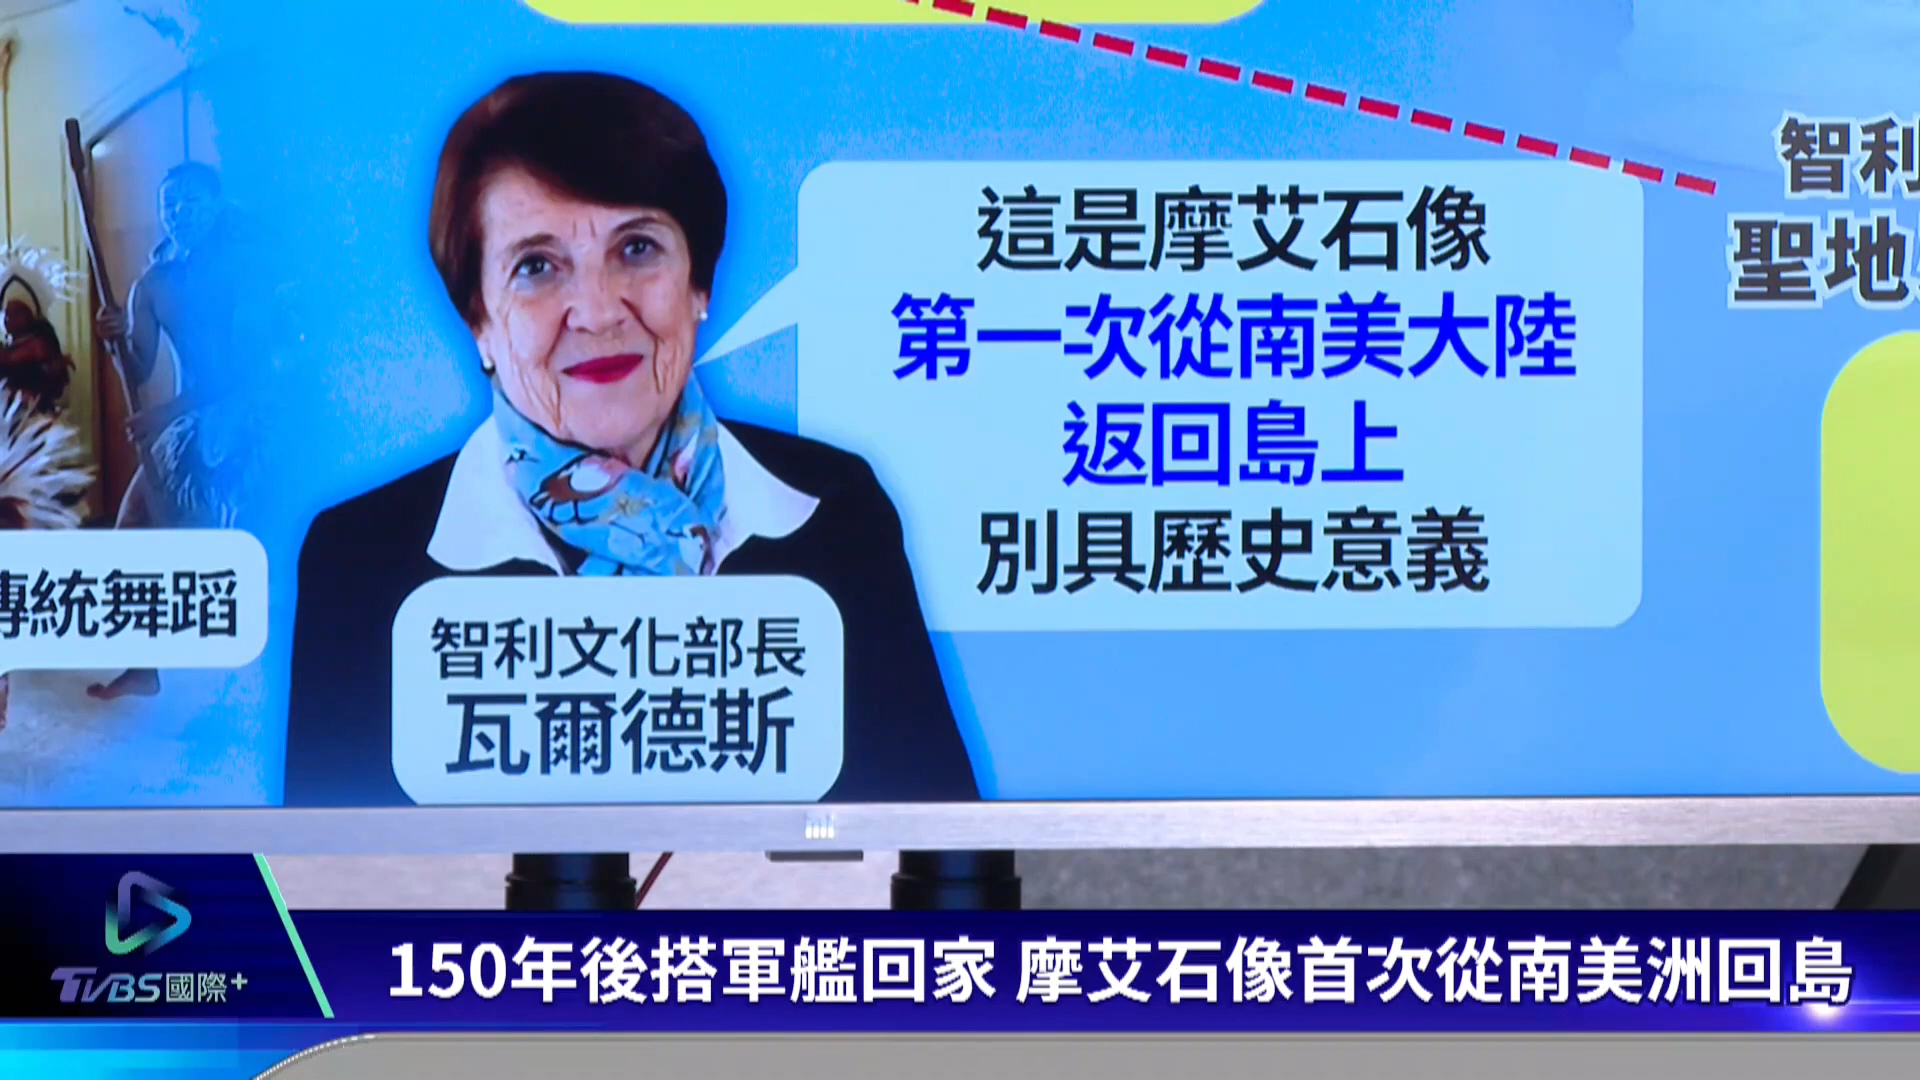 這是摩艾石像
第一次從南美大陸
返回島上
別具歷史意義
智利
聖地
傳統舞蹈
智利文化部長
瓦爾德斯
TVBS國際+
150年後搭軍艦回家 摩艾石像首次從南美洲回島